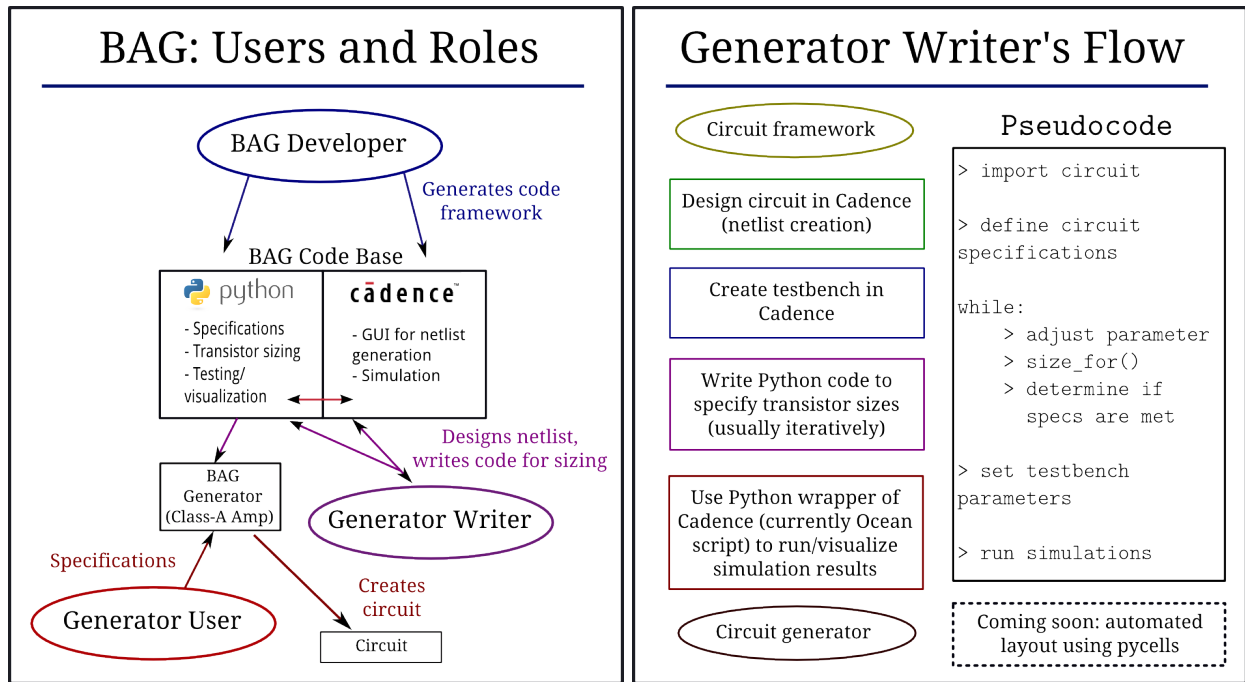 BAG: Users and Roles
BAG Developer
Generates code
framework
BAG Code Base
python
- Specifications
- Transistor sizing
- Testing/
visualization
cādence™
- GUI for netlist
generation
- Simulation
Designs netlist,
writes code for sizing
BAG
Generator
(Class-A Amp)
Generator Writer
Specifications
Generator User
Creates
circuit
Circuit
Generator Writer's Flow
Circuit framework
Design circuit in Cadence
(netlist creation)
Create testbench in
Cadence
Write Python code to
specify transistor sizes
(usually iteratively)
Use Python wrapper of
Cadence (currently Ocean
script) to run/visualize
simulation results
Circuit generator
Pseudocode
> import circuit
> define circuit
specifications
while:
> adjust parameter
> size_for()
> determine if
specs are met
> set testbench
parameters
> run simulations
Coming soon: automated
layout using pycells